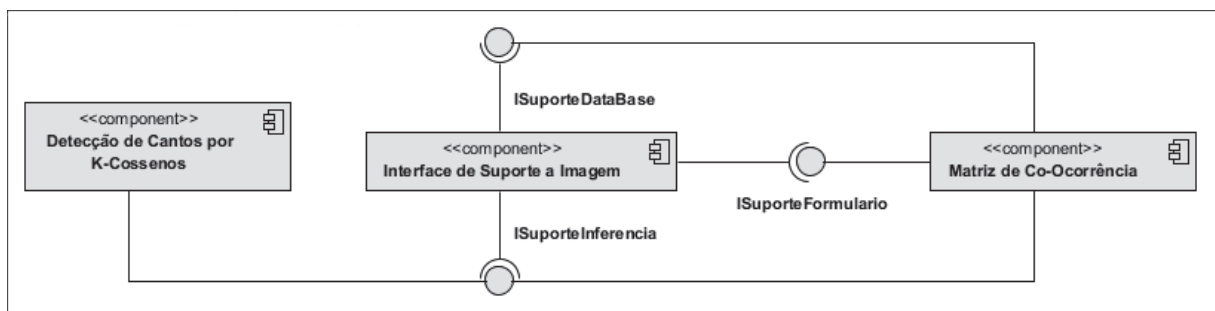 ISuporteDataBase
<<component>>
Detecção de Cantos por
K-Cossenos
<<component>>
Interface de Suporte a Imagem
<<component>>
Matriz de Co-Ocorrência
ISuporteFormulario
ISuporteInferencia